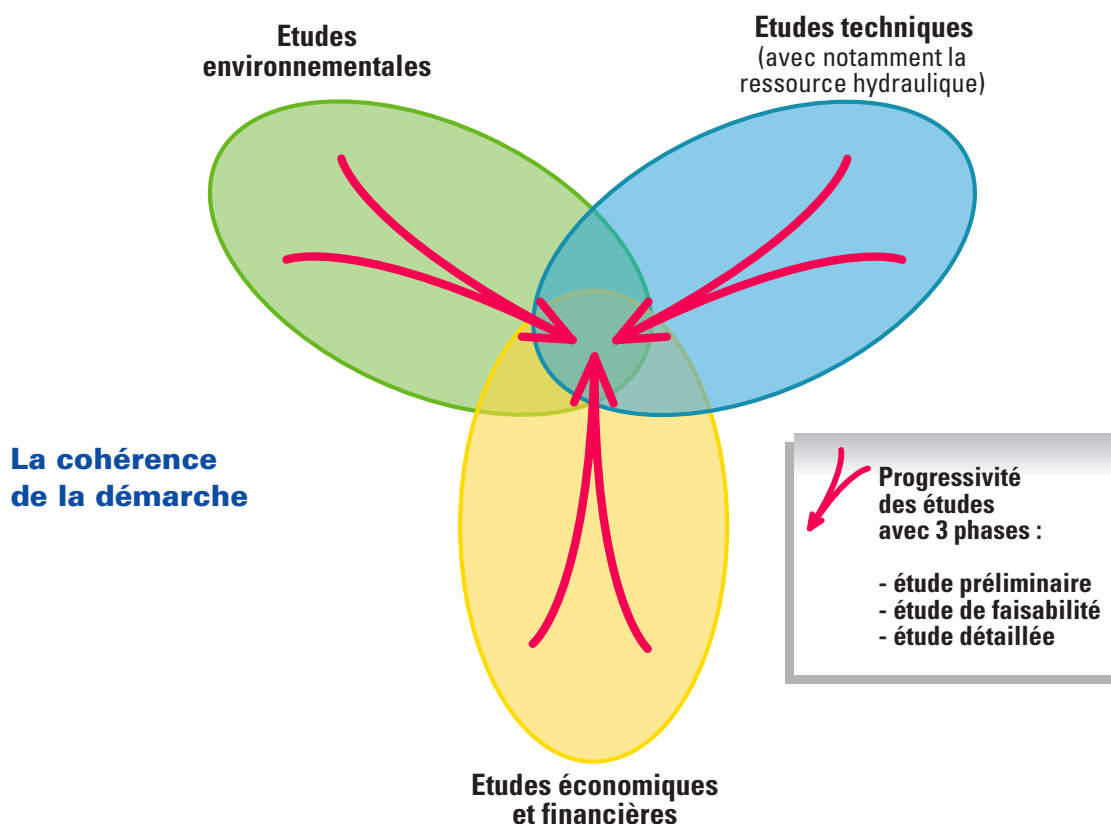 Etudes
environnementales
Etudes techniques
(avec notamment la
ressource hydraulique)
La cohérence
de la démarche
Progressivité
des études
avec 3 phases :
- étude préliminaire
- étude de faisabilité
- étude détaillée
Etudes économiques
et financières